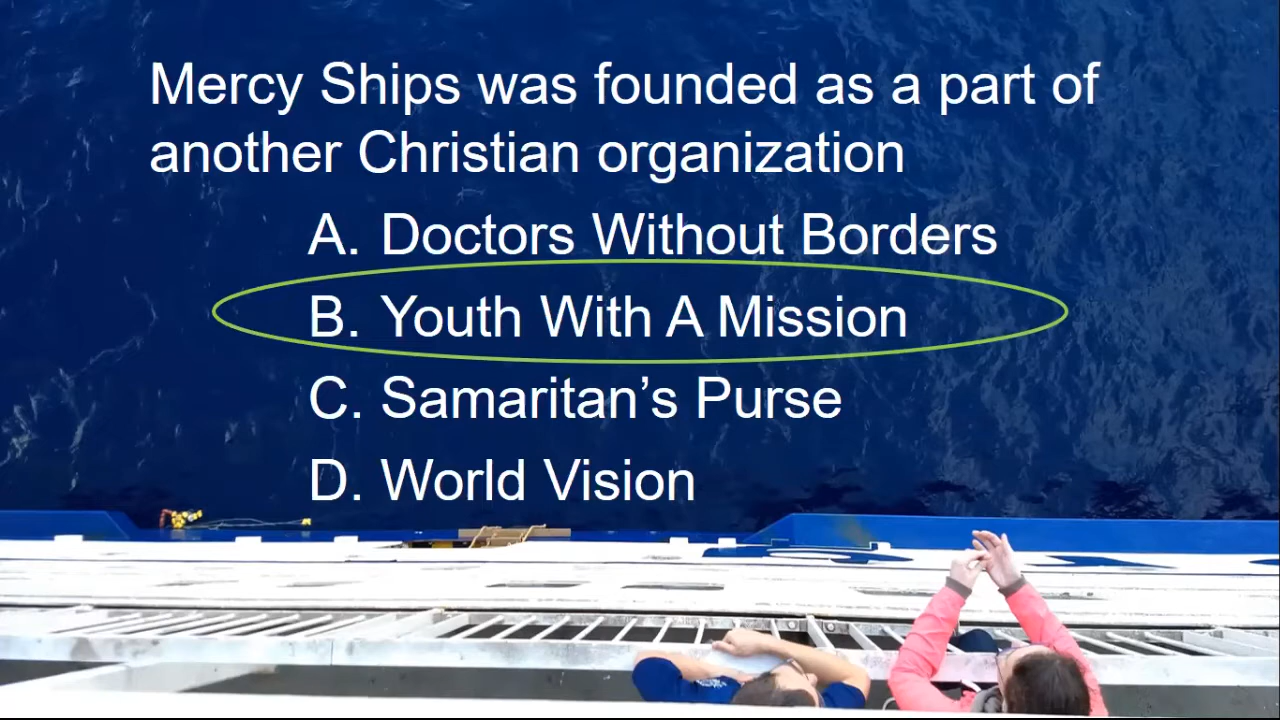 Mercy Ships was founded as a part of
another Christian organization
A. Doctors Without Borders
B. Youth With A Mission
C. Samaritan’s Purse
D. World Vision